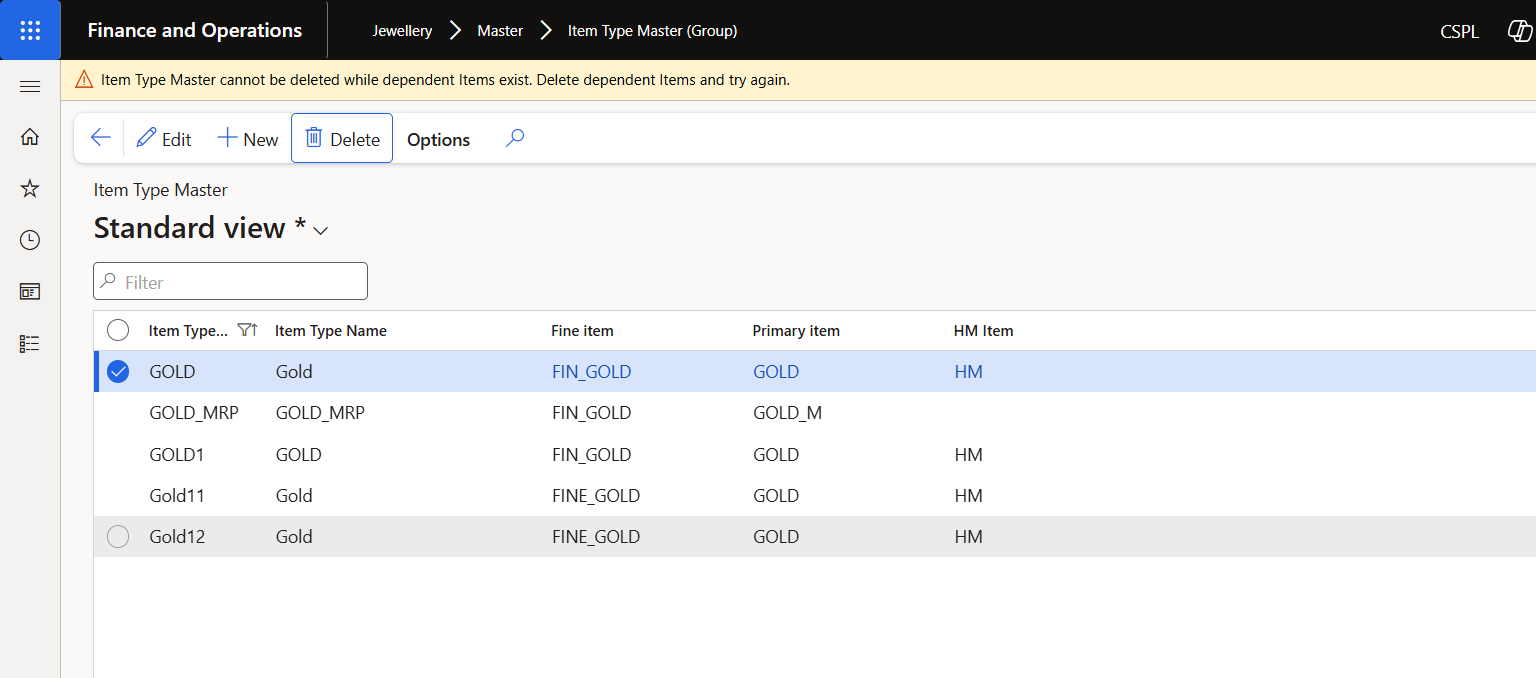 Finance and Operations Jewellery Master Item Type Master (Group) CSPL
Item Type Master cannot be deleted while dependent Items exist. Delete dependent Items and try again.
Edit New Delete Options
Item Type Master
Standard view *
Filter
Item Type... Item Type Name Fine item Primary item HM Item
GOLD Gold FIN_GOLD GOLD HM
GOLD_MRP GOLD_MRP FIN_GOLD GOLD_M
GOLD1 GOLD FIN_GOLD GOLD HM
Gold11 Gold FINE_GOLD GOLD HM
Gold12 Gold FINE_GOLD GOLD HM